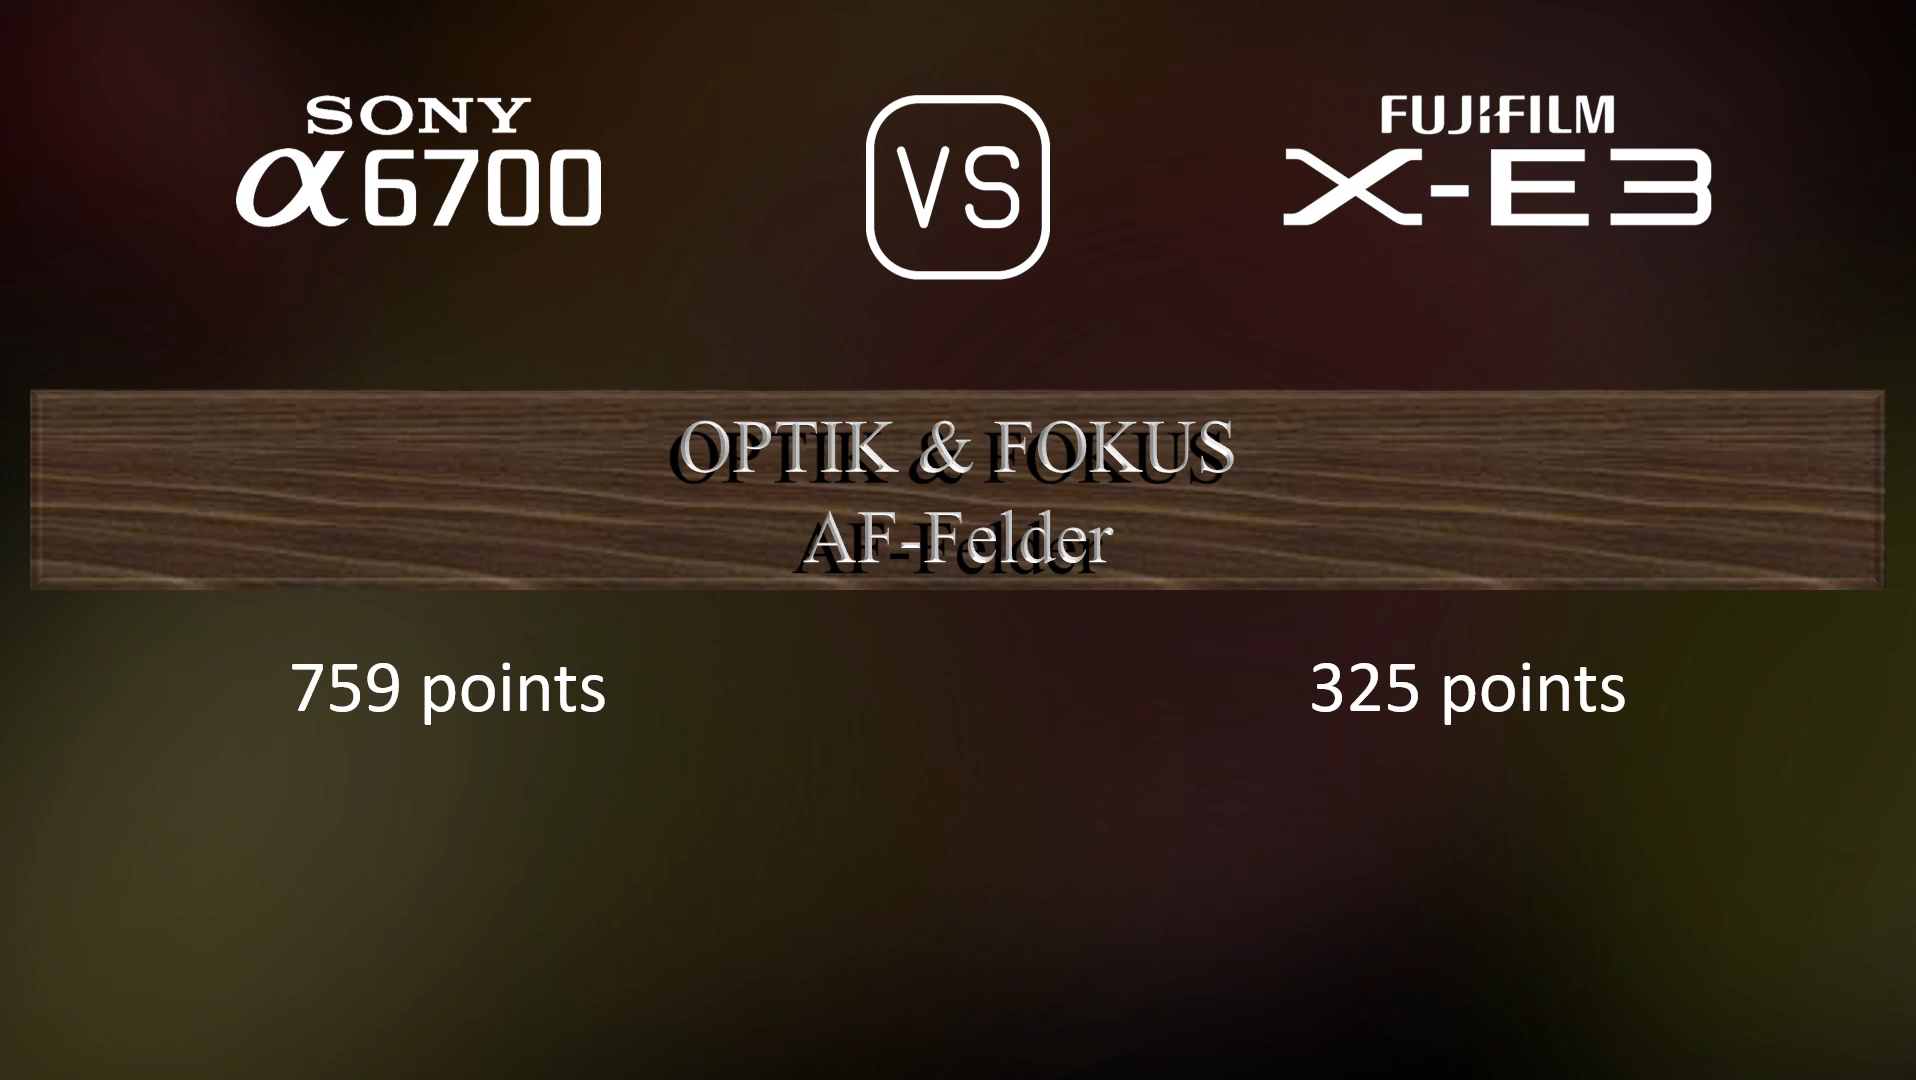 SONY
α6700
VS
FUJIFILM
X-E3
OPTIK & FOKUS
AF-Felder
759 points
325 points